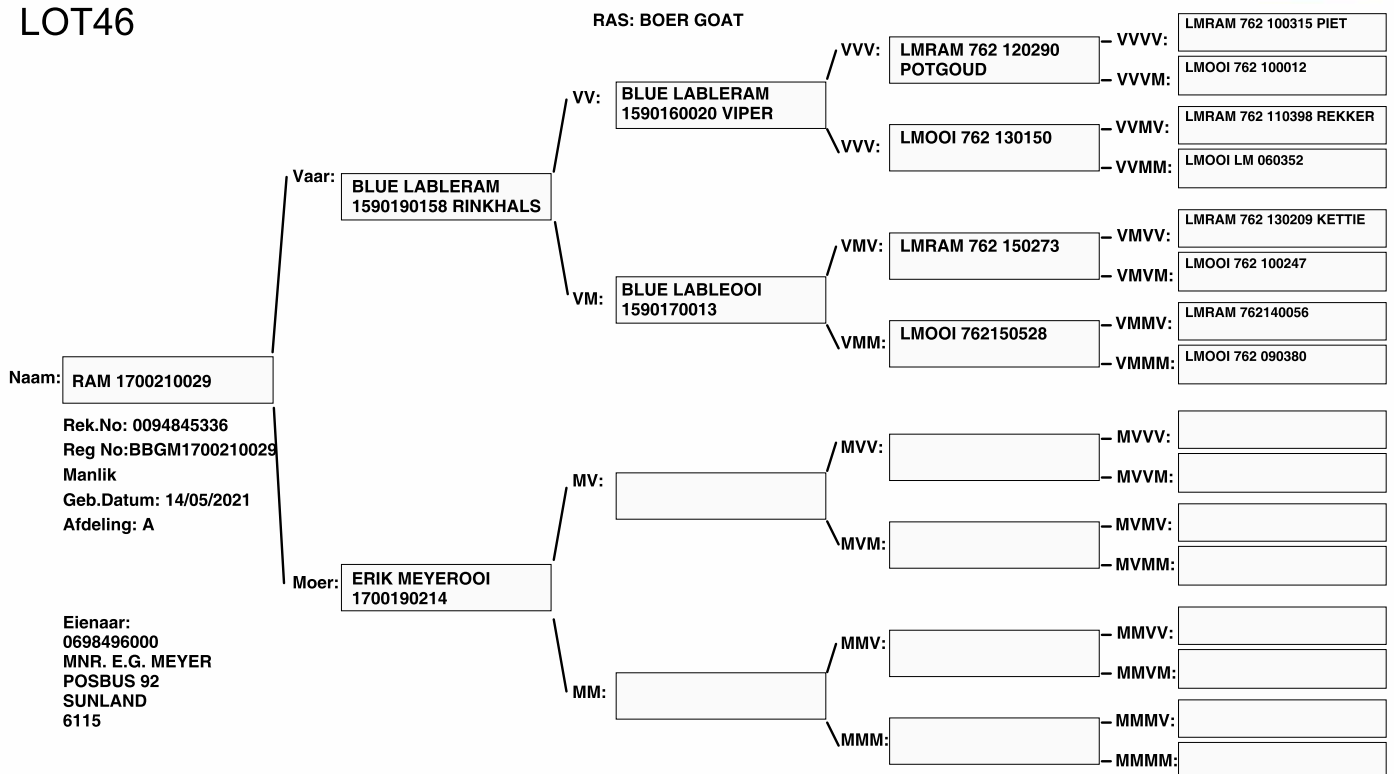 LOT46
RAS: BOER GOAT
Naam:
RAM 1700210029
Rek.No: 0094845336
Reg No:BBGM1700210029
Manlik
Geb.Datum: 14/05/2021
Afdeling: A
Eienaar:
0698496000
MNR. E.G. MEYER
POSBUS 92
SUNLAND
6115
Vaar:
BLUE LABLERAM
1590190158 RINKHALS
Moer:
ERIK MEYEROOI
1700190214
VV:
BLUE LABLERAM
1590160020 VIPER
VM:
BLUE LABLEOOI
1590170013
MV:
MM:
VVV:
LMRAM 762 120290
POTGOUD
VVV:
LMOOI 762 130150
VMV:
LMRAM 762 150273
VMM:
LMOOI 762150528
MVV:
MVM:
MMV:
MMM:
VVVV:
LMRAM 762 100315 PIET
VVVM:
LMOOI 762 100012
VVMV:
LMRAM 762 110398 REKKER
VVMM:
LMOOI LM 060352
VMVV:
LMRAM 762 130209 KETTIE
VMVM:
LMOOI 762 100247
VMMV:
LMRAM 762140056
VMMM:
LMOOI 762 090380
MVVV:
MVVM:
MVMV:
MVMM:
MMVV:
MMVM:
MMMV:
MMMM: